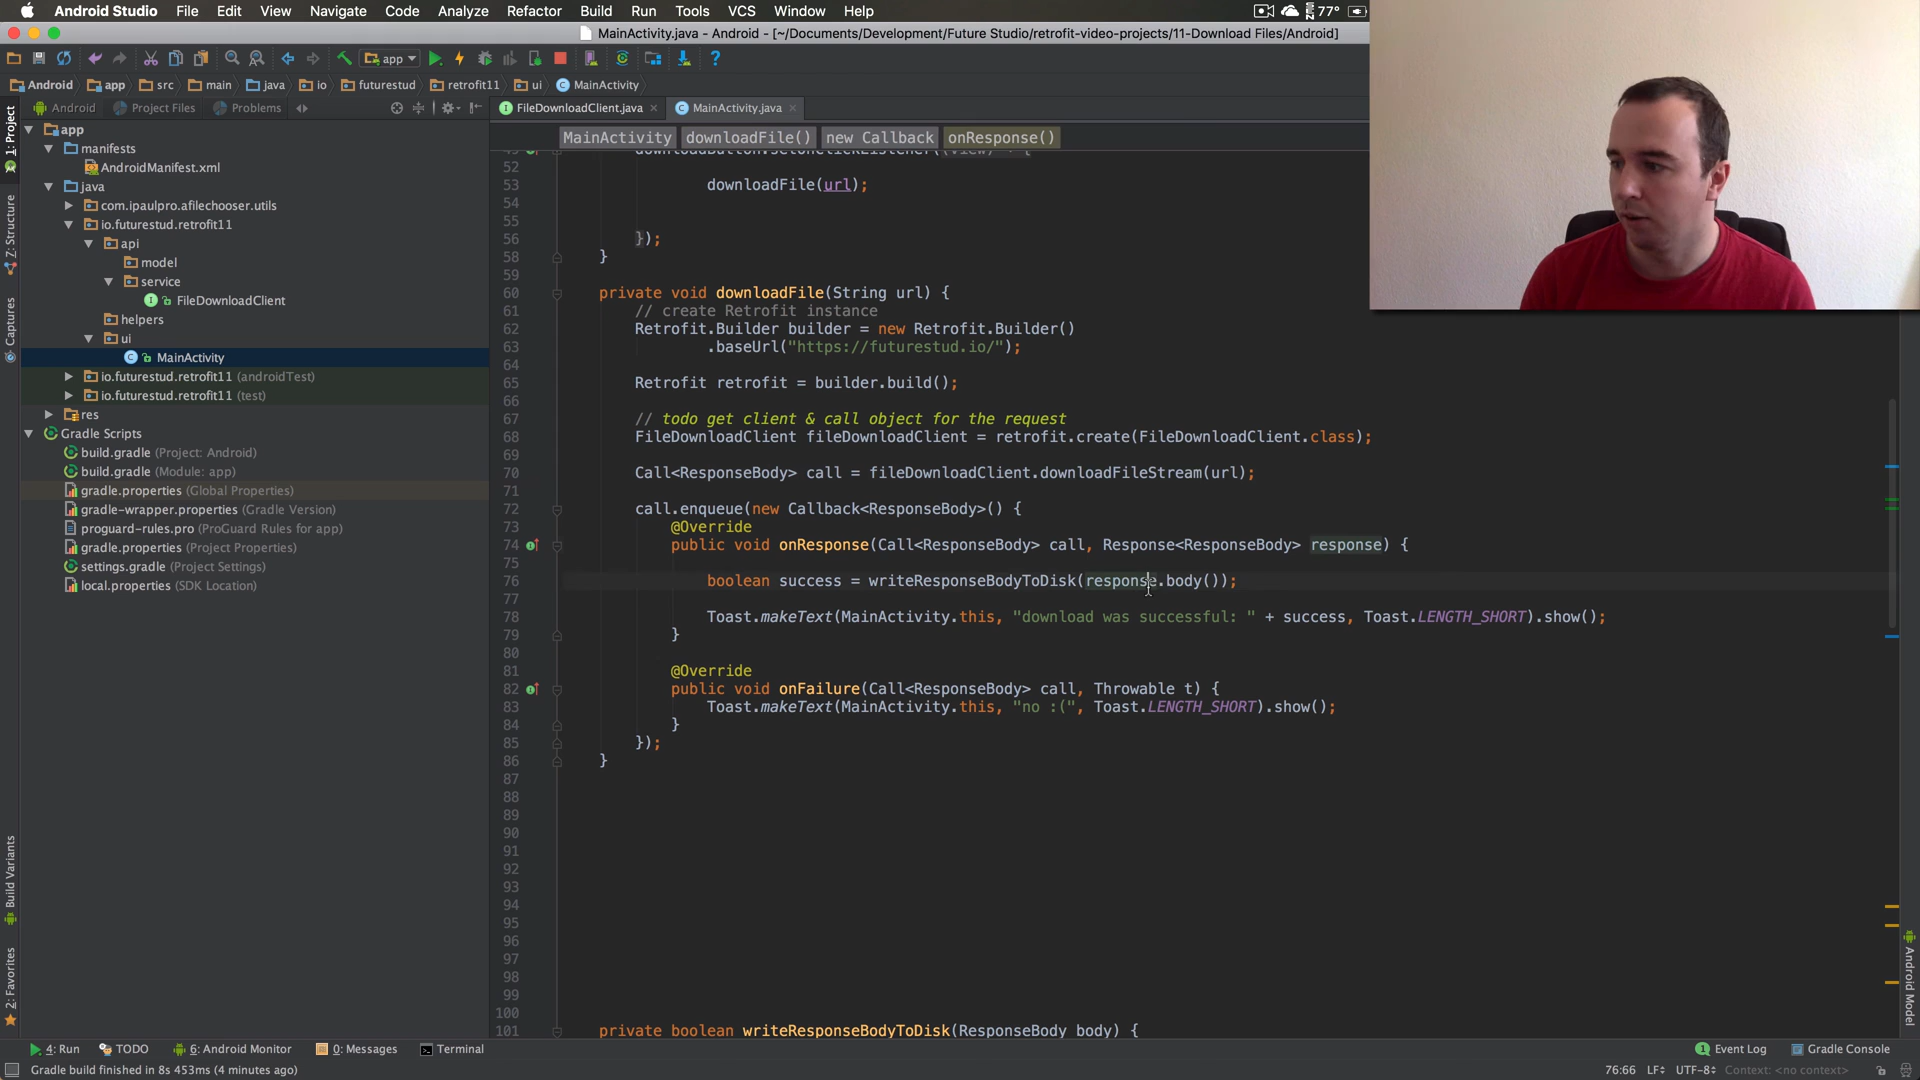 Android Studio File Edit View Navigate Code Analyze Refactor Build Run Tools VCS Window Help 77°
MainActivity.java - Android - [~/Documents/Development/Future Studio/retrofit-video-projects/11-Download Files/Android]
app
Android app src main java io futurestud retrofit11 ui MainActivity
Android Project Files Problems
FileDownloadClient.java MainActivity.java
MainActivity downloadFile() new Callback onResponse()
1: Project
Z: Structure
Captures
Build Variants
2: Favorites
app
manifests
AndroidManifest.xml
java
com.ipaulpro.afilechooser.utils
io.futurestud.retrofit11
api
model
service
FileDownloadClient
helpers
ui
MainActivity
io.futurestud.retrofit11 (androidTest)
io.futurestud.retrofit11 (test)
res
Gradle Scripts
build.gradle (Project: Android)
build.gradle (Module: app)
gradle.properties (Global Properties)
gradle-wrapper.properties (Gradle Version)
proguard-rules.pro (ProGuard Rules for app)
gradle.properties (Project Properties)
settings.gradle (Project Settings)
local.properties (SDK Location)
52
53 downloadFile(url);
54
55
56 });
58 }
59
60 private void downloadFile(String url) {
61 // create Retrofit instance
62 Retrofit.Builder builder = new Retrofit.Builder()
63 .baseUrl("https://futurestud.io/");
64
65 Retrofit retrofit = builder.build();
66
67 // todo get client & call object for the request
68 FileDownloadClient fileDownloadClient = retrofit.create(FileDownloadClient.class);
69
70 Call<ResponseBody> call = fileDownloadClient.downloadFileStream(url);
71
72 call.enqueue(new Callback<ResponseBody>() {
73 @Override
74 public void onResponse(Call<ResponseBody> call, Response<ResponseBody> response) {
75
76 boolean success = writeResponseBodyToDisk(response.body());
77
78 Toast.makeText(MainActivity.this, "download was successful: " + success, Toast.LENGTH_SHORT).show();
79 }
80
81 @Override
82 public void onFailure(Call<ResponseBody> call, Throwable t) {
83 Toast.makeText(MainActivity.this, "no :(", Toast.LENGTH_SHORT).show();
84 }
85 });
86 }
87
88
89
90
91
92
93
94
95
96
97
98
99
100
101 private boolean writeResponseBodyToDisk(ResponseBody body) {
Android Model
4: Run TODO 6: Android Monitor 0: Messages Terminal 1 Event Log Gradle Console
Gradle build finished in 8s 453ms (4 minutes ago) 76:66 LF UTF-8 Context: <no context>